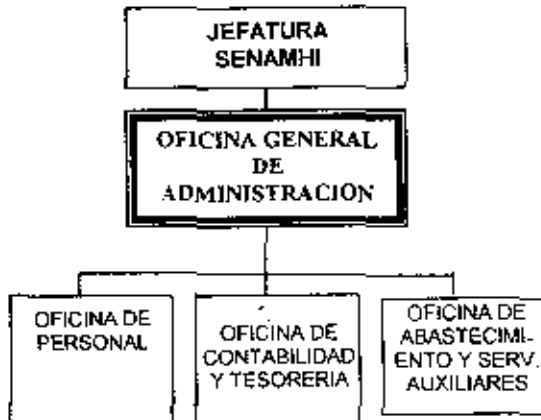 JEFATURA
SENAMHI
OFICINA GENERAL
DE
ADMINISTRACION
OFICINA DE
PERSONAL
OFICINA DE
CONTABILIDAD
Y TESORERIA
OFICINA DE
ABASTECIMI-
ENTO Y SERV.
AUXILIARES